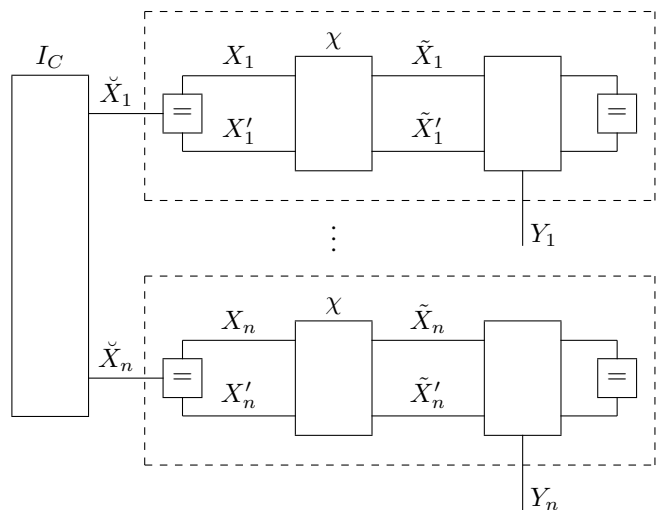 χ
I_C X_1 X̃_1
X̆_1
= X'_1 X̃'_1 =
Y_1
⋮
χ
X_n X̃_n
X̆_n
= X'_n X̃'_n =
Y_n